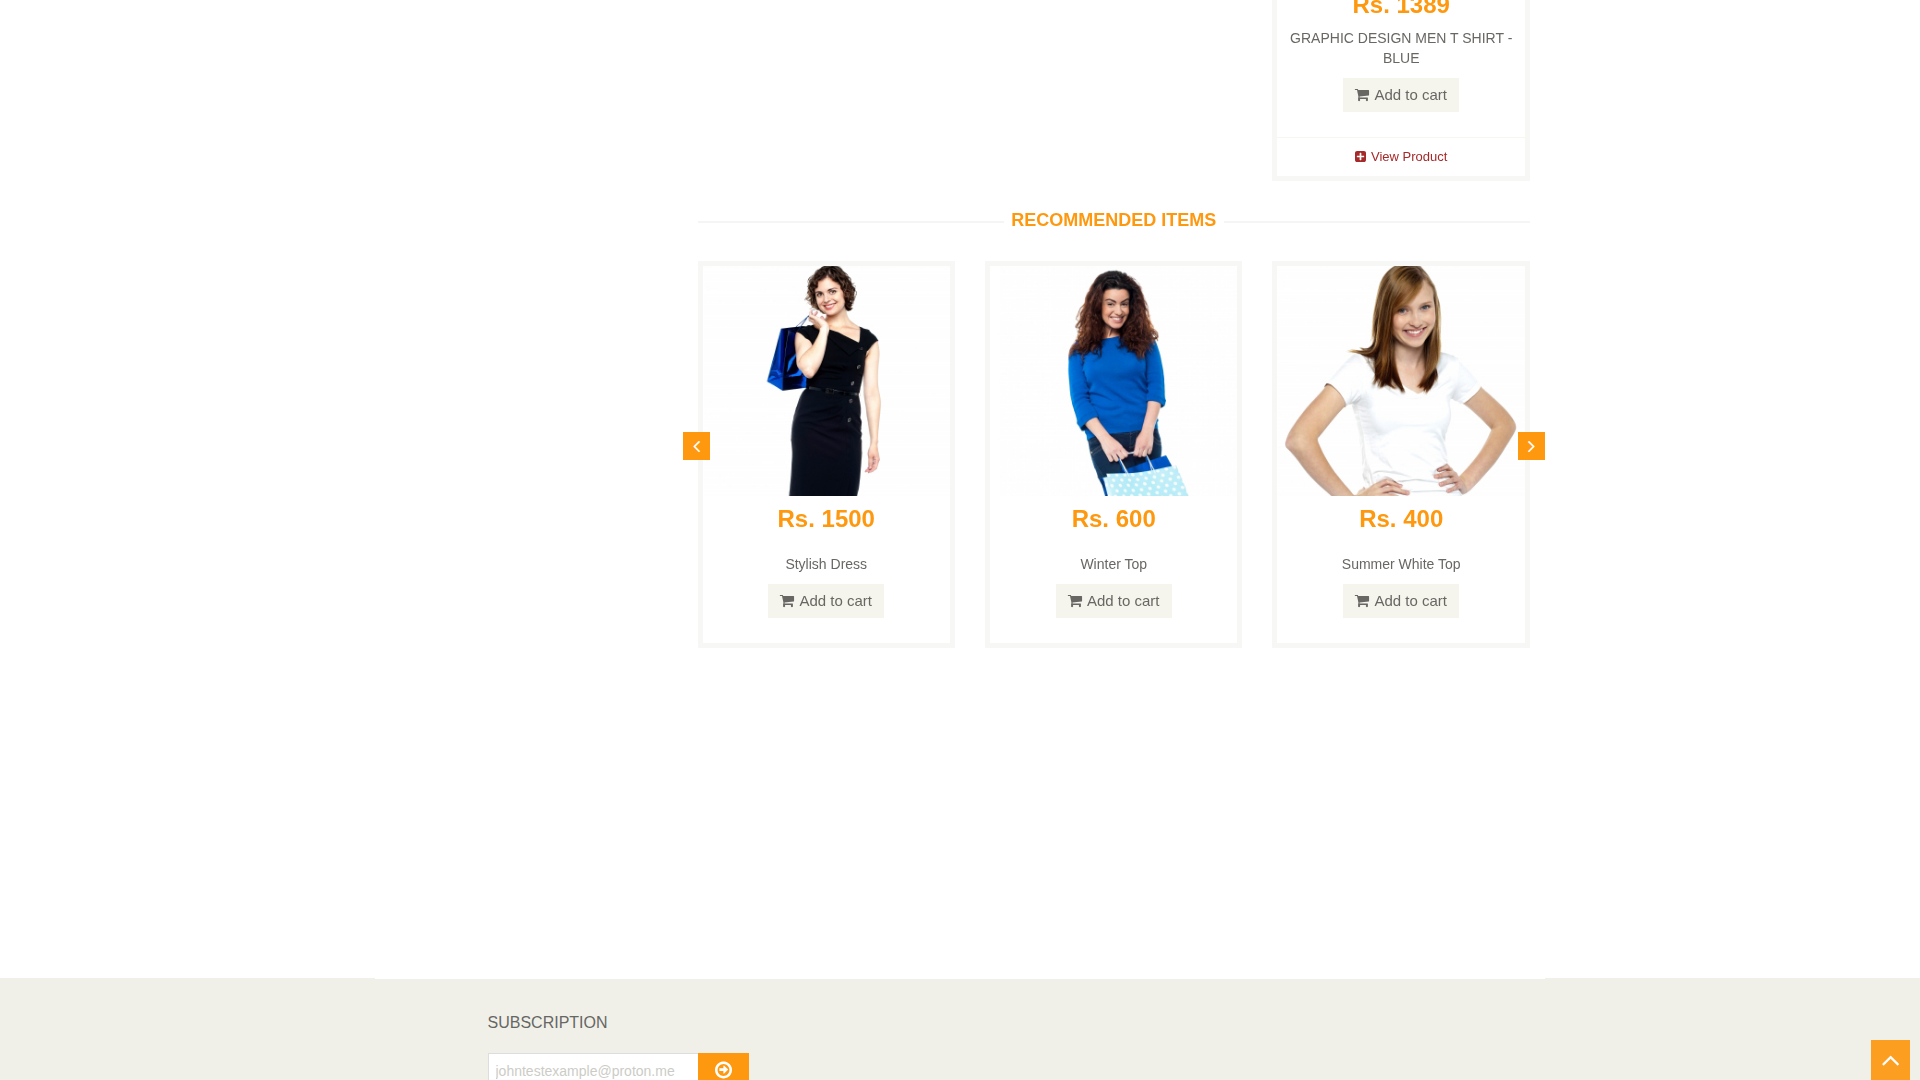 Rs. 1389
GRAPHIC DESIGN MEN T SHIRT -
BLUE
Add to cart
View Product
RECOMMENDED ITEMS
Rs. 1500
Stylish Dress
Add to cart
Rs. 600
Winter Top
Add to cart
Rs. 400
Summer White Top
Add to cart
SUBSCRIPTION
johntestexample@proton.me